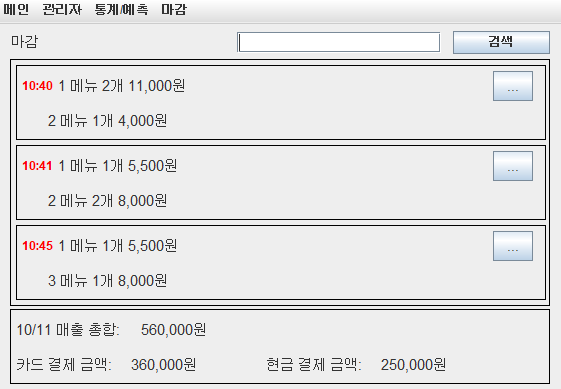 메인 관리자 통계/예측 마감
마감 검색
10:40 1 메뉴 2개 11,000원 ...
2 메뉴 1개 4,000원
10:41 1 메뉴 1개 5,500원 ...
2 메뉴 2개 8,000원
10:45 1 메뉴 1개 5,500원 ...
3 메뉴 1개 8,000원
10/11 매출 총합: 560,000원
카드 결제 금액: 360,000원 현금 결제 금액: 250,000원